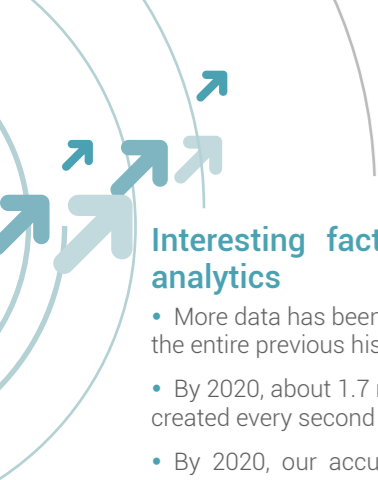 Interesting fact
analytics
• More data has been
the entire previous his
• By 2020, about 1.7 
created every second
• By 2020, our accu